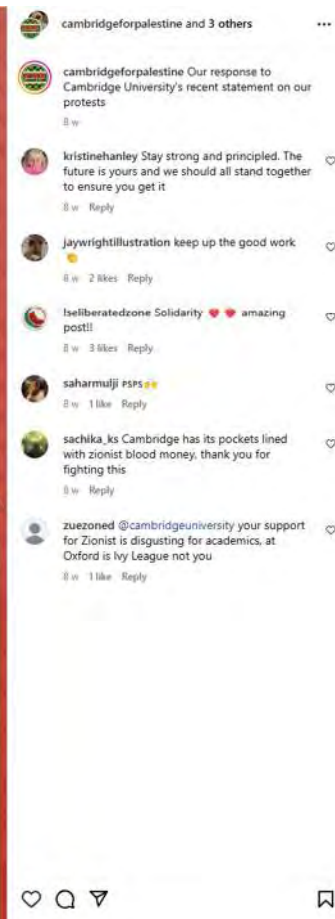 cambridgeforpalestine and 3 others
cambridgeforpalestine Our response to
Cambridge University's recent statement on our
protests
8 w
kristinehanley Stay strong and principled. The
future is yours and we should all stand together
to ensure you get it
8 w Reply
jaywrightillustration keep up the good work
👏
8 w 2 likes Reply
lseliberatedzone Solidarity ❤️ ❤️ amazing
post!!
8 w 3 likes Reply
saharmulji PSPS🙌
8 w 1 like Reply
sachika_ks Cambridge has its pockets lined
with zionist blood money, thank you for
fighting this
8 w Reply
zuezoned @cambridgeuniversity your support
for Zionist is disgusting for academics, at
Oxford is Ivy League not you
8 w 1 like Reply